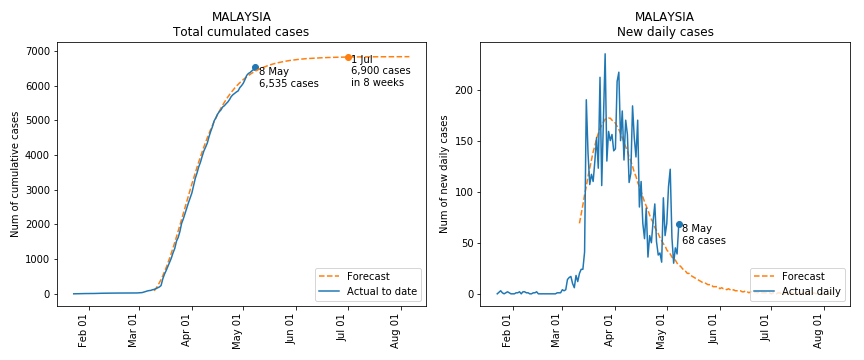 MALAYSIA
Total cumulated cases
Num of cumulative cases
7000
6000
5000
4000
3000
2000
1000
0
1 Jul
6,900 cases
in 8 weeks
8 May
6,535 cases
Forecast
Actual to date
Feb 01
Mar 01
Apr 01
May 01
Jun 01
Jul 01
Aug 01
MALAYSIA
New daily cases
Num of new daily cases
200
150
100
50
0
8 May
68 cases
Forecast
Actual daily
Feb 01
Mar 01
Apr 01
May 01
Jun 01
Jul 01
Aug 01